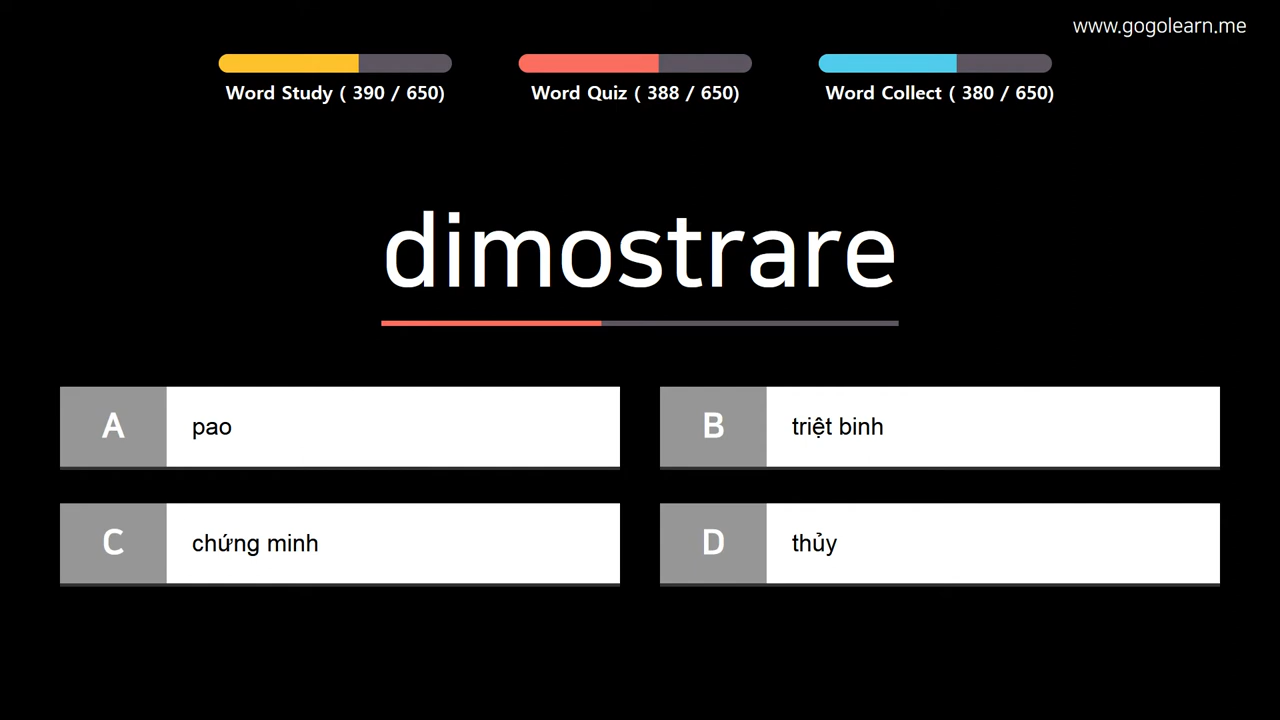 www.gogolearn.me
Word Study ( 390 / 650)
Word Quiz ( 388 / 650)
Word Collect ( 380 / 650)
dimostrare
A pao
B triệt binh
C chứng minh
D thủy